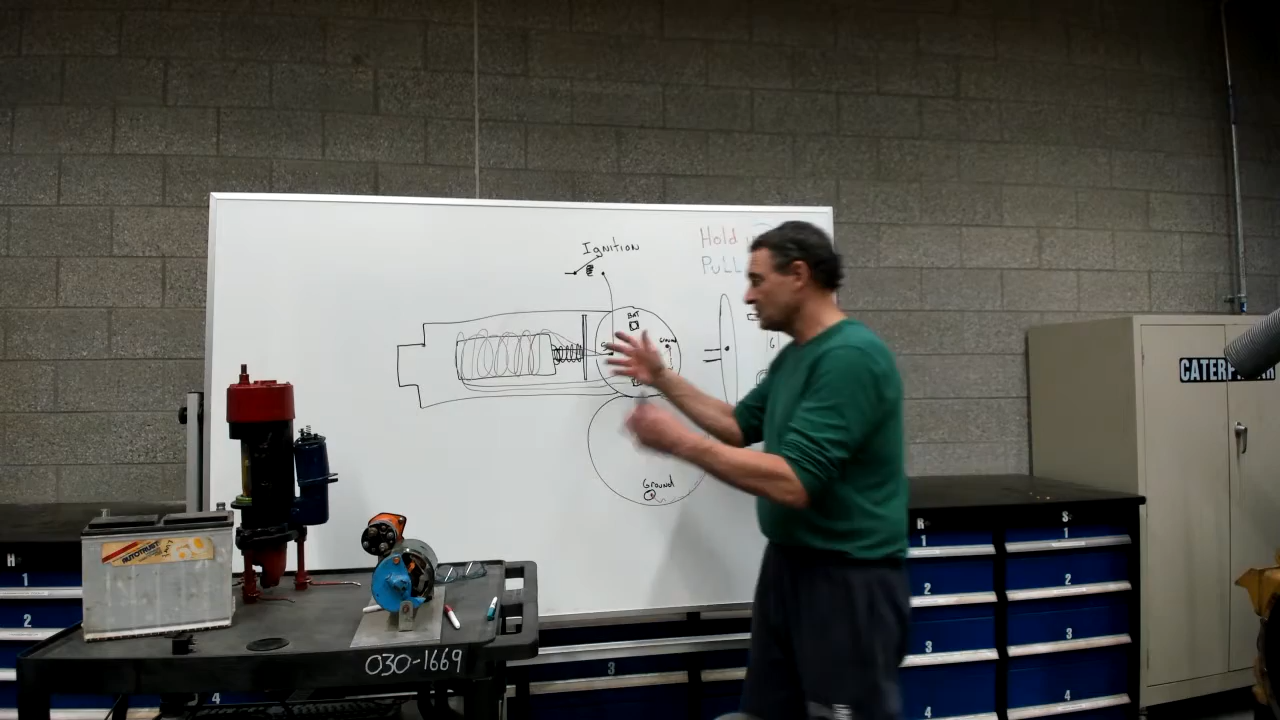 Ignition
Hold
Pull
BAT
Ground
G
Ground
CATERP
AUTOTRUST
030-1669
H
1
2
4
3
R
1
2
3
4
S
1
2
3
4